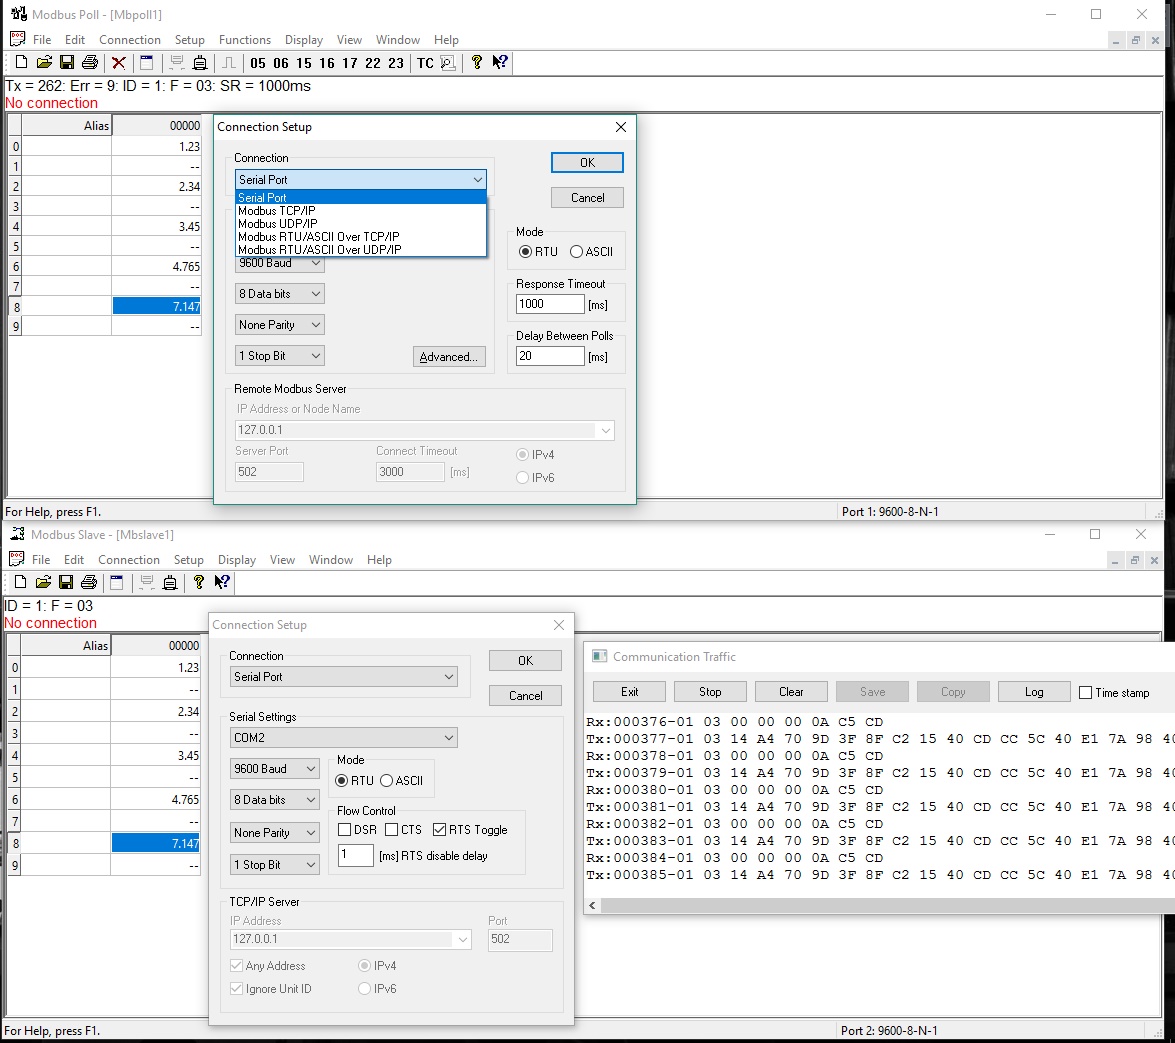 Modbus Poll - [Mbpoll1]
File Edit Connection Setup Functions Display View Window Help
05 06 15 16 17 22 23 TC
Tx = 262: Err = 9: ID = 1: F = 03: SR = 1000ms
No connection
Alias 00000
0 1.23
1 --
2 2.34
3 --
4 3.45
5 --
6 4.765
7 --
8 7.147
9 --
Connection Setup
Connection
Serial Port
Serial Port
Modbus TCP/IP
Modbus UDP/IP
Modbus RTU/ASCII Over TCP/IP
Modbus RTU/ASCII Over UDP/IP
9600 Baud
8 Data bits
None Parity
1 Stop Bit
Advanced...
OK
Cancel
Mode
RTU ASCII
Response Timeout
1000 [ms]
Delay Between Polls
20 [ms]
Remote Modbus Server
IP Address or Node Name
127.0.0.1
Server Port Connect Timeout
502 3000 [ms]
IPv4
IPv6
For Help, press F1.
Port 1: 9600-8-N-1
Modbus Slave - [Mbslave1]
File Edit Connection Setup Display View Window Help
ID = 1: F = 03
No connection
Alias 00000
0 1.23
1 --
2 2.34
3 --
4 3.45
5 --
6 4.765
7 --
8 7.147
9 --
Connection Setup
Connection
Serial Port
OK
Cancel
Serial Settings
COM2
9600 Baud
8 Data bits
None Parity
1 Stop Bit
Mode
RTU ASCII
Flow Control
DSR CTS RTS Toggle
1 [ms] RTS disable delay
TCP/IP Server
IP Address Port
127.0.0.1 502
Any Address IPv4
Ignore Unit ID IPv6
Communication Traffic
Exit Stop Clear Save Copy Log Time stamp
Rx:000376-01 03 00 00 00 0A C5 CD
Tx:000377-01 03 14 A4 70 9D 3F 8F C2 15 40 CD CC 5C 40 E1 7A 98 40
Rx:000378-01 03 00 00 00 0A C5 CD
Tx:000379-01 03 14 A4 70 9D 3F 8F C2 15 40 CD CC 5C 40 E1 7A 98 40
Rx:000380-01 03 00 00 00 0A C5 CD
Tx:000381-01 03 14 A4 70 9D 3F 8F C2 15 40 CD CC 5C 40 E1 7A 98 40
Rx:000382-01 03 00 00 00 0A C5 CD
Tx:000383-01 03 14 A4 70 9D 3F 8F C2 15 40 CD CC 5C 40 E1 7A 98 40
Rx:000384-01 03 00 00 00 0A C5 CD
Tx:000385-01 03 14 A4 70 9D 3F 8F C2 15 40 CD CC 5C 40 E1 7A 98 40
For Help, press F1.
Port 2: 9600-8-N-1